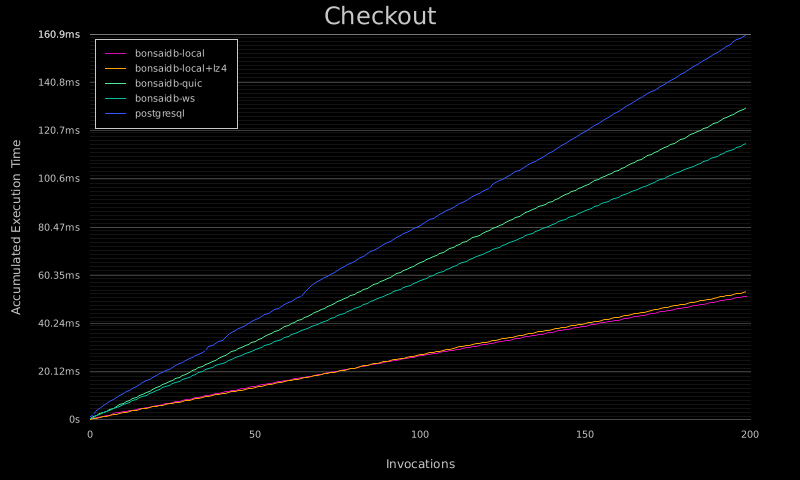 Checkout
160.9ms
bonsaidb-local
bonsaidb-local+lz4
bonsaidb-quic
bonsaidb-ws
postgresql
140.8ms
120.7ms
100.6ms
80.47ms
60.35ms
40.24ms
20.12ms
0s
Accumulated Execution Time
0 50 100 150 200
Invocations